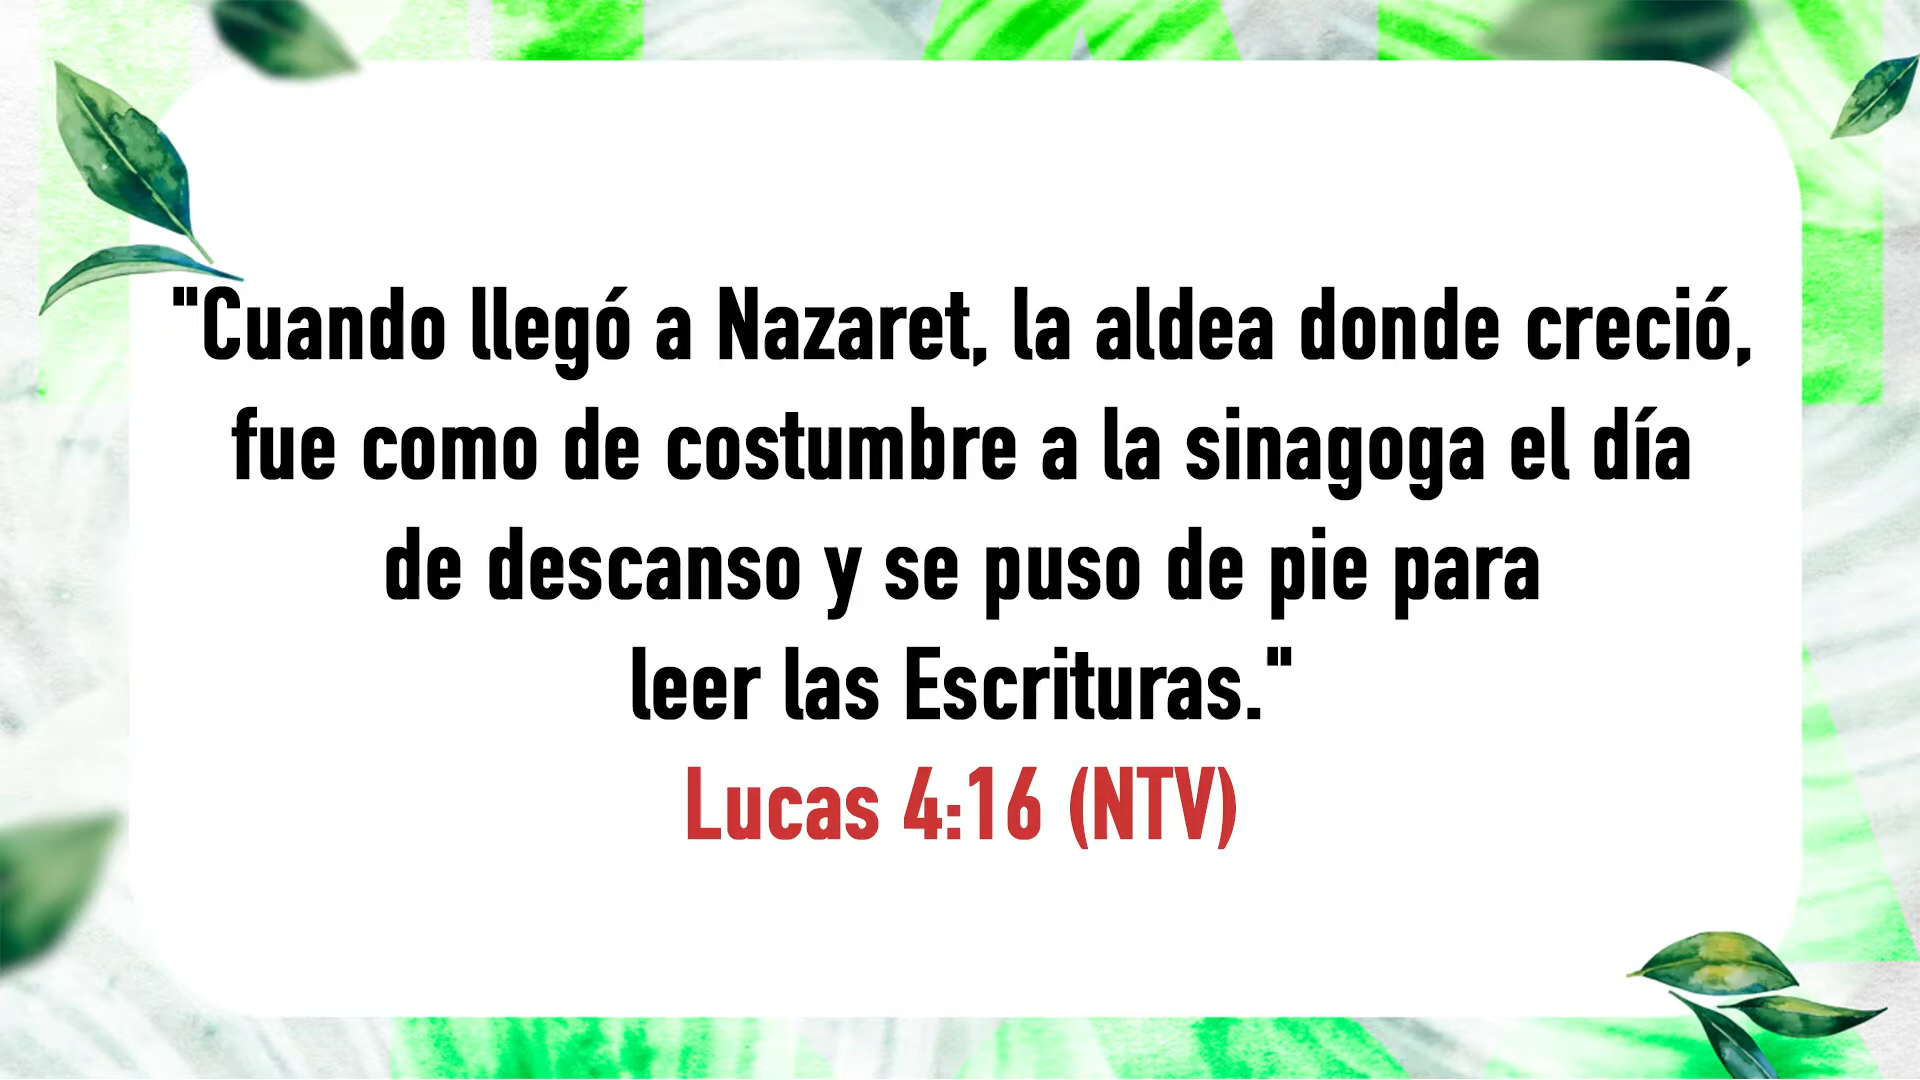 "Cuando llegó a Nazaret, la aldea donde creció,
fue como de costumbre a la sinagoga el día
de descanso y se puso de pie para
leer las Escrituras."
Lucas 4:16 (NTV)